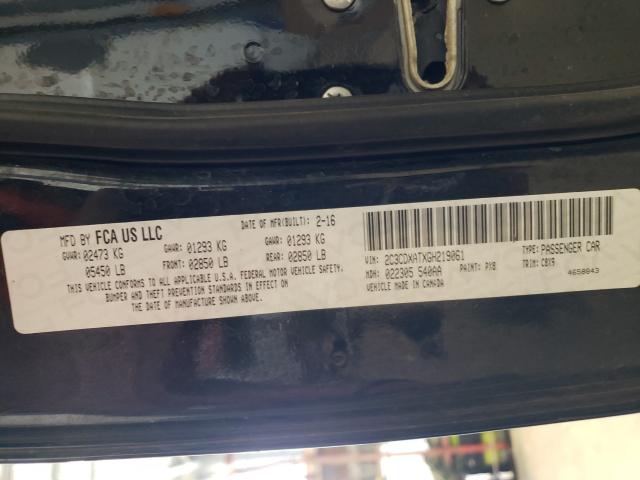 MFD BY FCA US LLC
DATE OF MFR(BUILT): 2-16
GVWR: 02473 KG
05450 LB
GAWR: 01293 KG
FRONT: 02850 LB
GAWR: 01293 KG
REAR: 02850 LB
THIS VEHICLE CONFORMS TO ALL APPLICABLE U.S.A. FEDERAL MOTOR VEHICLE SAFETY,
BUMPER AND THEFT PREVENTION STANDARDS IN EFFECT ON
THE DATE OF MANUFACTURE SHOWN ABOVE.
VIN: 2C3CDXATXGH219061
TYPE: PASSENGER CAR
MDH: 022305 540AA
PAINT: PX8
TRIM: CBX9
VEHICLE MADE IN CANADA
4658843